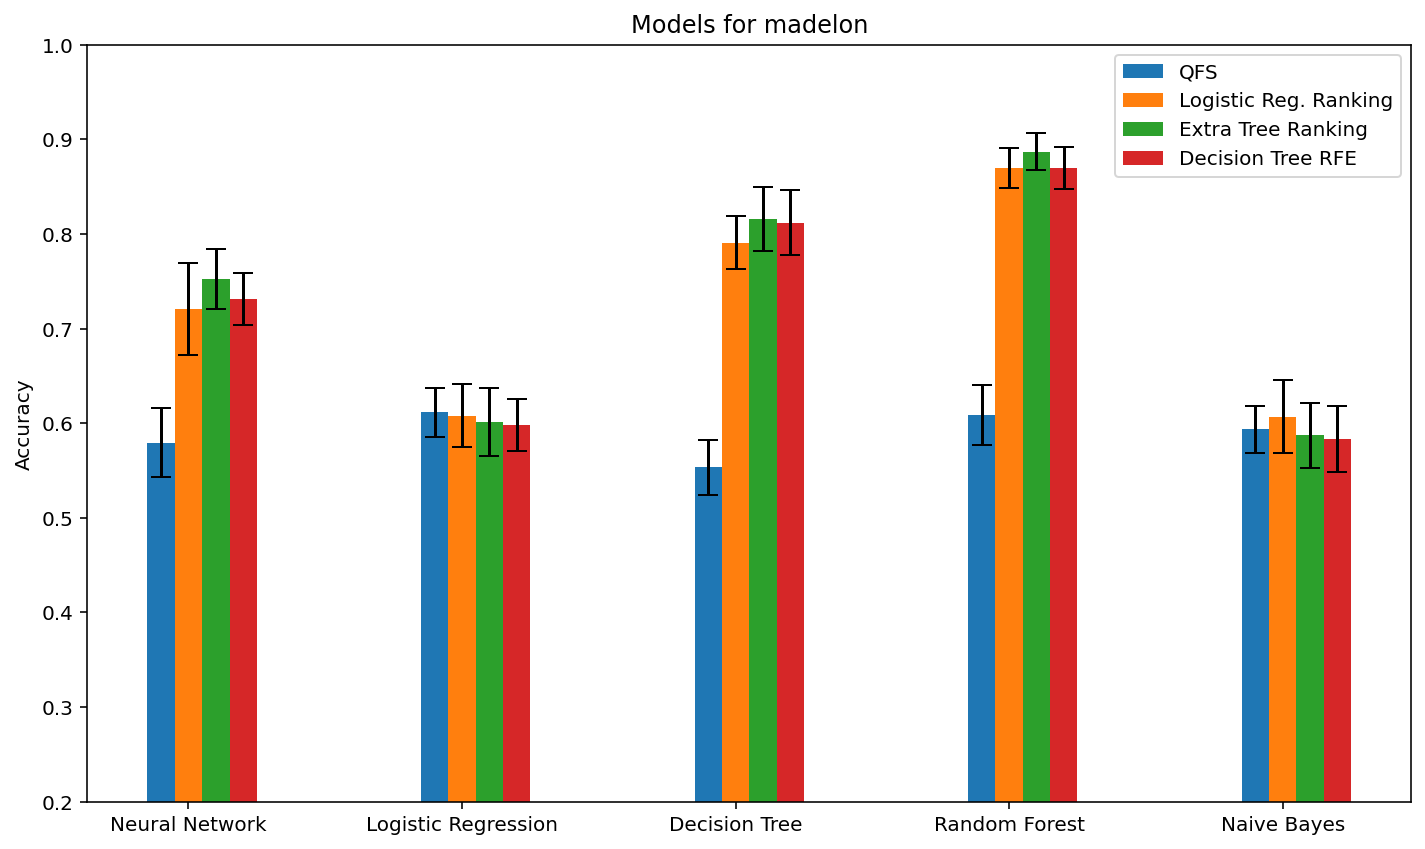 Models for madelon
1.0
0.9
0.8
0.7
0.6
0.5
0.4
0.3
0.2
Accuracy
QFS
Logistic Reg. Ranking
Extra Tree Ranking
Decision Tree RFE
Neural Network
Logistic Regression
Decision Tree
Random Forest
Naive Bayes